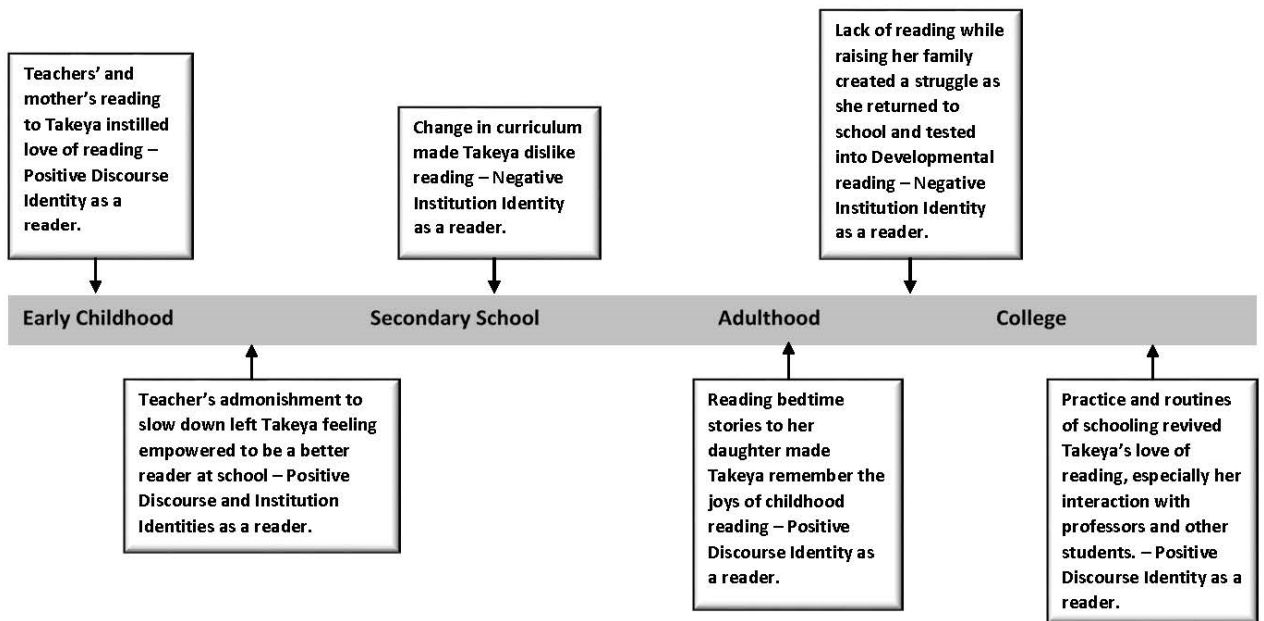 Teachers' and
mother's reading
to Takeya instilled
love of reading –
Positive Discourse
Identity as a
reader.
Change in curriculum
made Takeya dislike
reading – Negative
Institution Identity
as a reader.
Lack of reading while
raising her family
created a struggle as
she returned to
school and tested
into Developmental
reading – Negative
Institution Identity
as a reader.
Early Childhood
Secondary School
Adulthood
College
Teacher's admonishment to
slow down left Takeya feeling
empowered to be a better
reader at school – Positive
Discourse and Institution
Identities as a reader.
Reading bedtime
stories to her
daughter made
Takeya remember the
joys of childhood
reading – Positive
Discourse Identity as
a reader.
Practice and routines
of schooling revived
Takeya's love of
reading, especially her
interaction with
professors and other
students. – Positive
Discourse Identity as a
reader.